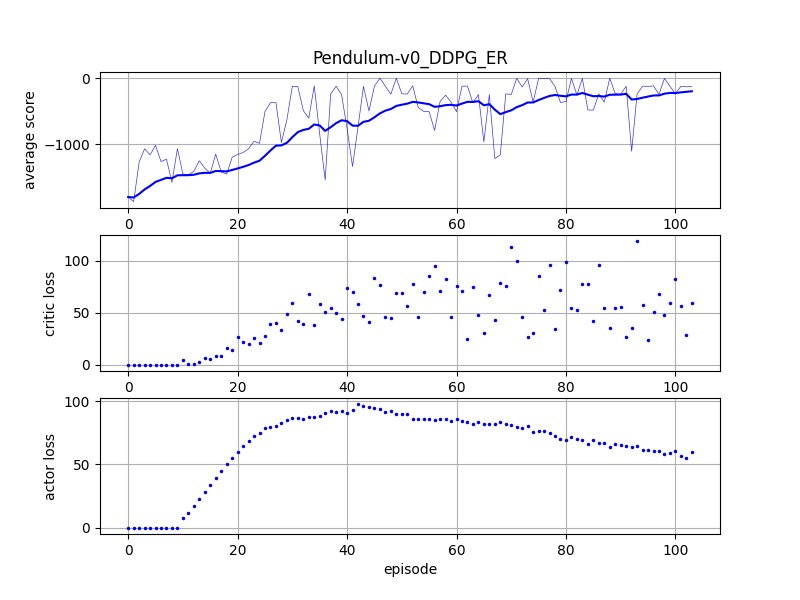 Pendulum-v0_DDPG_ER
average score
0
−1000
0 20 40 60 80 100
critic loss
100
50
0
0 20 40 60 80 100
actor loss
100
50
0
0 20 40 60 80 100
episode